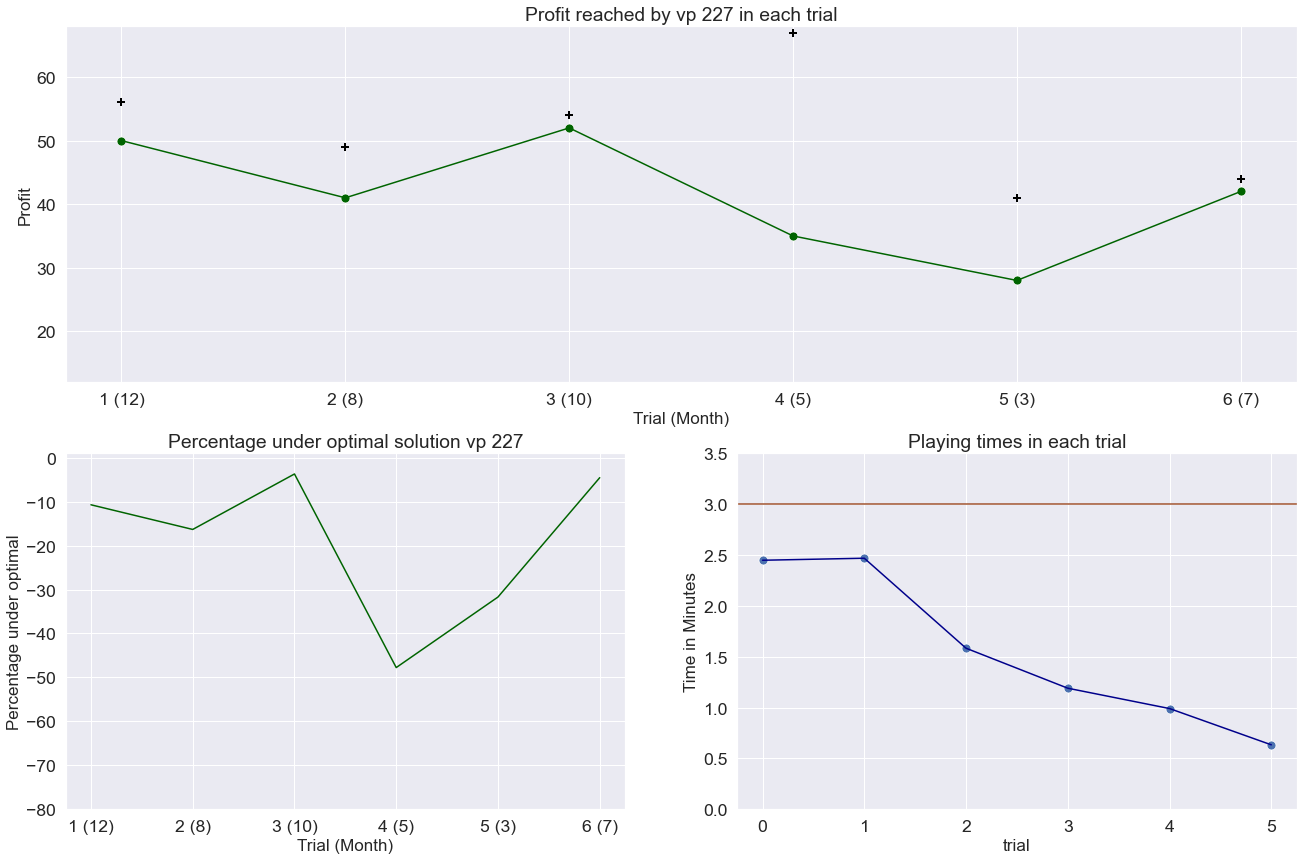 Profit reached by vp 227 in each trial
60
50
40
30
20
Profit
1 (12) 2 (8) 3 (10) 4 (5) 5 (3) 6 (7)
Trial (Month)
Percentage under optimal solution vp 227
0
−10
−20
−30
−40
−50
−60
−70
−80
Percentage under optimal
1 (12) 2 (8) 3 (10) 4 (5) 5 (3) 6 (7)
Trial (Month)
Playing times in each trial
3.5
3.0
2.5
2.0
1.5
1.0
0.5
0.0
Time in Minutes
0 1 2 3 4 5
trial